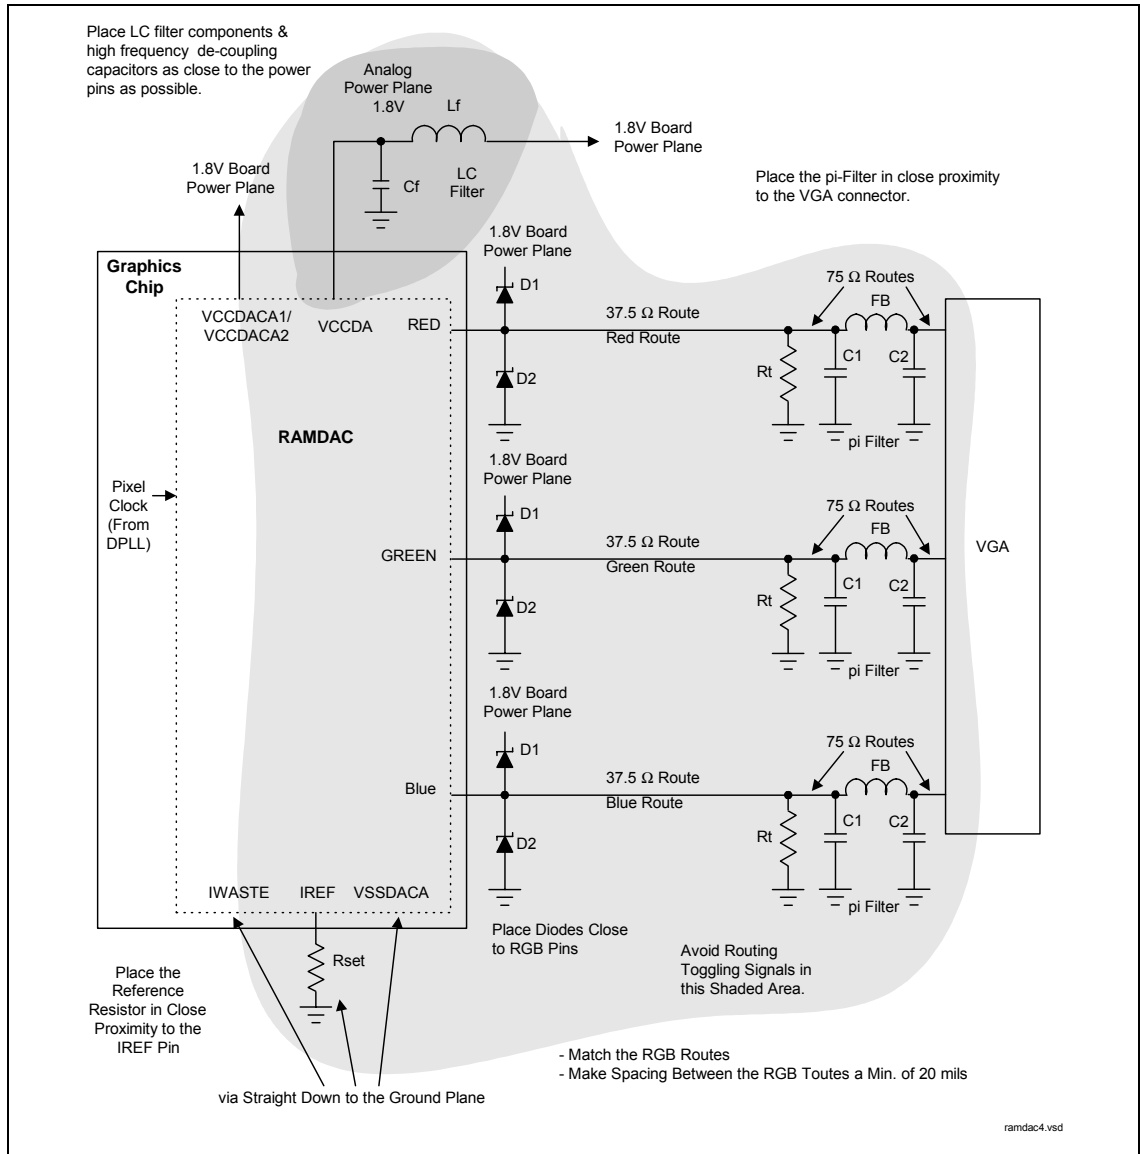 Place LC filter components &
high frequency de-coupling
capacitors as close to the power
pins as possible.
Analog
Power Plane
1.8V
Lf
Cf
LC
Filter
1.8V Board
Power Plane
1.8V Board
Power Plane
Place the pi-Filter in close proximity
to the VGA connector.
Graphics
Chip
VCCDACA1/
VCCDACA2
VCCDA
RED
1.8V Board
Power Plane
D1
D2
37.5 Ω Route
Red Route
Rt
75 Ω Routes
FB
C1
C2
pi Filter
RAMDAC
Pixel
Clock
(From
DPLL)
GREEN
1.8V Board
Power Plane
D1
D2
37.5 Ω Route
Green Route
Rt
75 Ω Routes
FB
C1
C2
pi Filter
VGA
Blue
1.8V Board
Power Plane
D1
D2
37.5 Ω Route
Blue Route
Rt
75 Ω Routes
FB
C1
C2
pi Filter
IWASTE
IREF
VSSDACA
Rset
Place Diodes Close
to RGB Pins
Avoid Routing
Toggling Signals in
this Shaded Area.
Place the
Reference
Resistor in Close
Proximity to the
IREF Pin
- Match the RGB Routes
- Make Spacing Between the RGB Toutes a Min. of 20 mils
via Straight Down to the Ground Plane
ramdac4.vsd